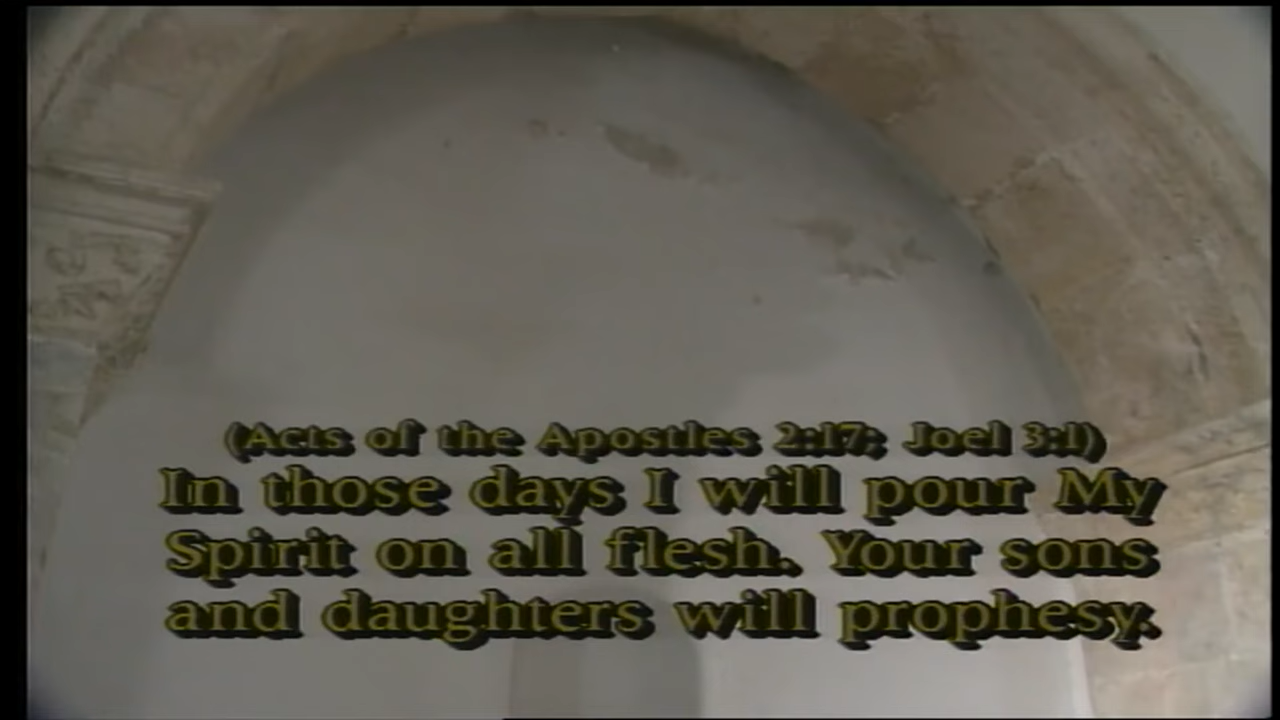 (Acts of the Apostles 2:17; Joel 3:1)
In those days I will pour My
Spirit on all flesh. Your sons
and daughters will prophesy.